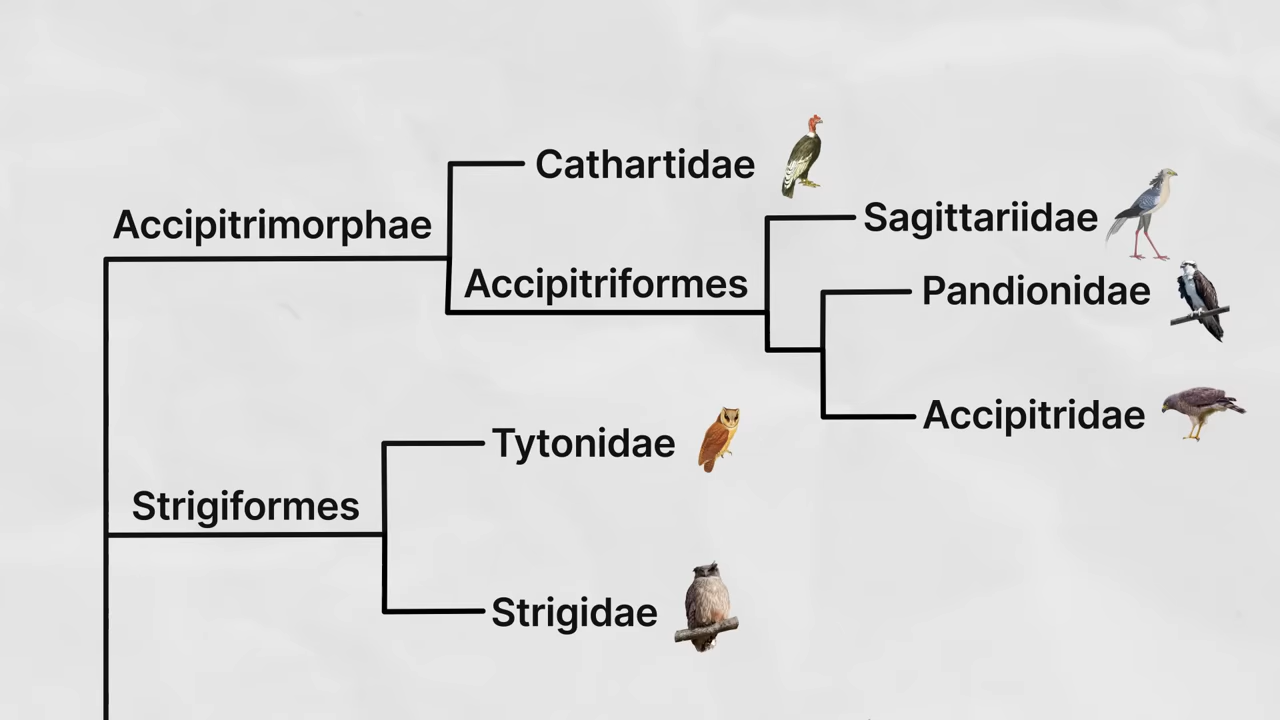 Cathartidae
Accipitrimorphae
Sagittariidae
Accipitriformes
Pandionidae
Accipitridae
Tytonidae
Strigiformes
Strigidae